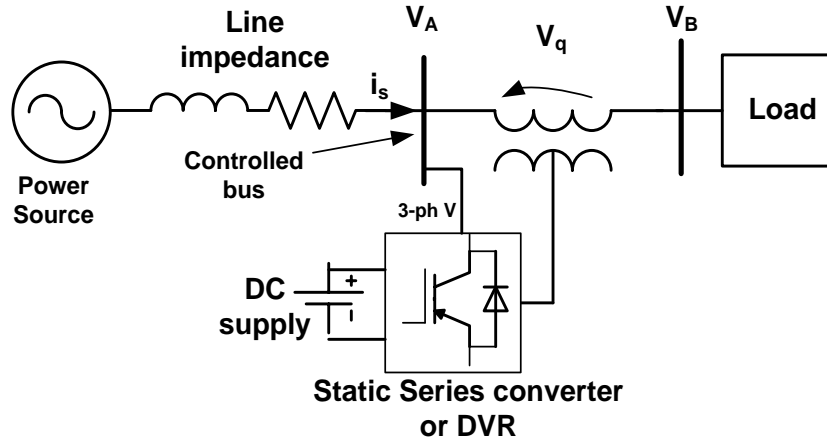 Line
impedance
V_A
V_q
V_B
i_s
Load
Controlled
bus
Power
Source
3-ph V
DC
supply
+
-
Static Series converter
or DVR